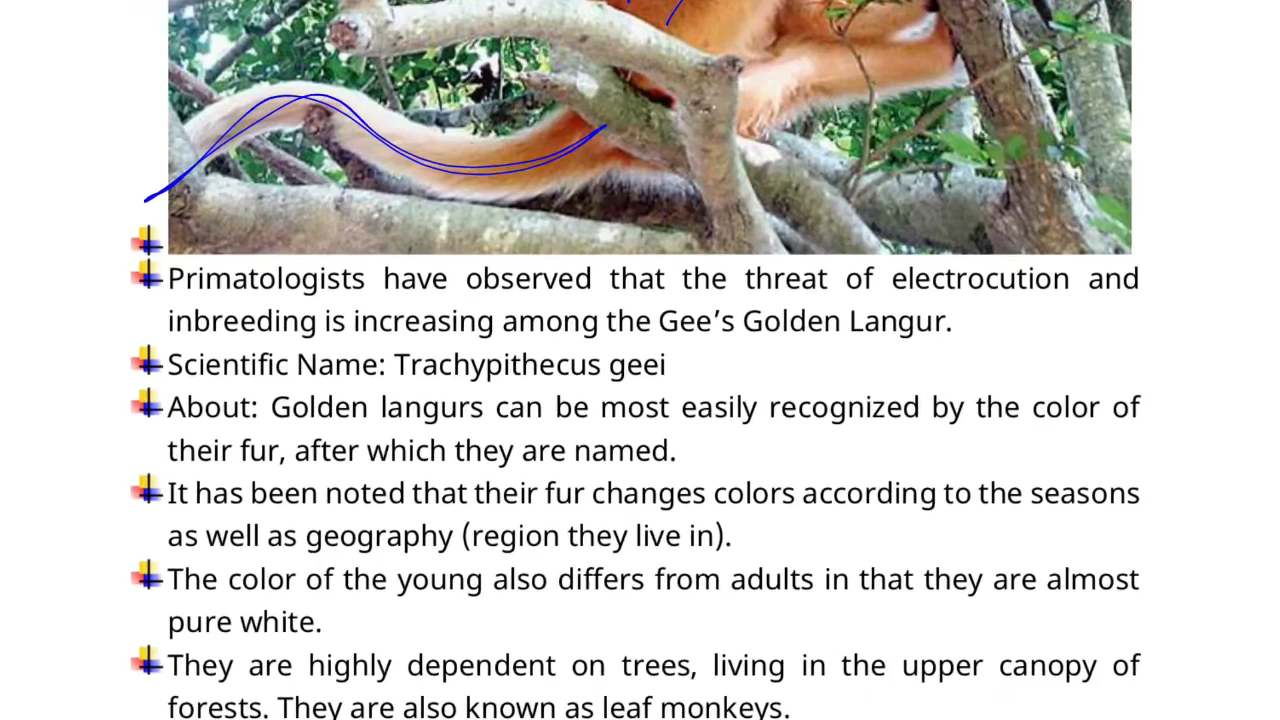 Primatologists have observed that the threat of electrocution and
inbreeding is increasing among the Gee’s Golden Langur.
Scientific Name: Trachypithecus geei
About: Golden langurs can be most easily recognized by the color of
their fur, after which they are named.
It has been noted that their fur changes colors according to the seasons
as well as geography (region they live in).
The color of the young also differs from adults in that they are almost
pure white.
They are highly dependent on trees, living in the upper canopy of
forests. They are also known as leaf monkeys.